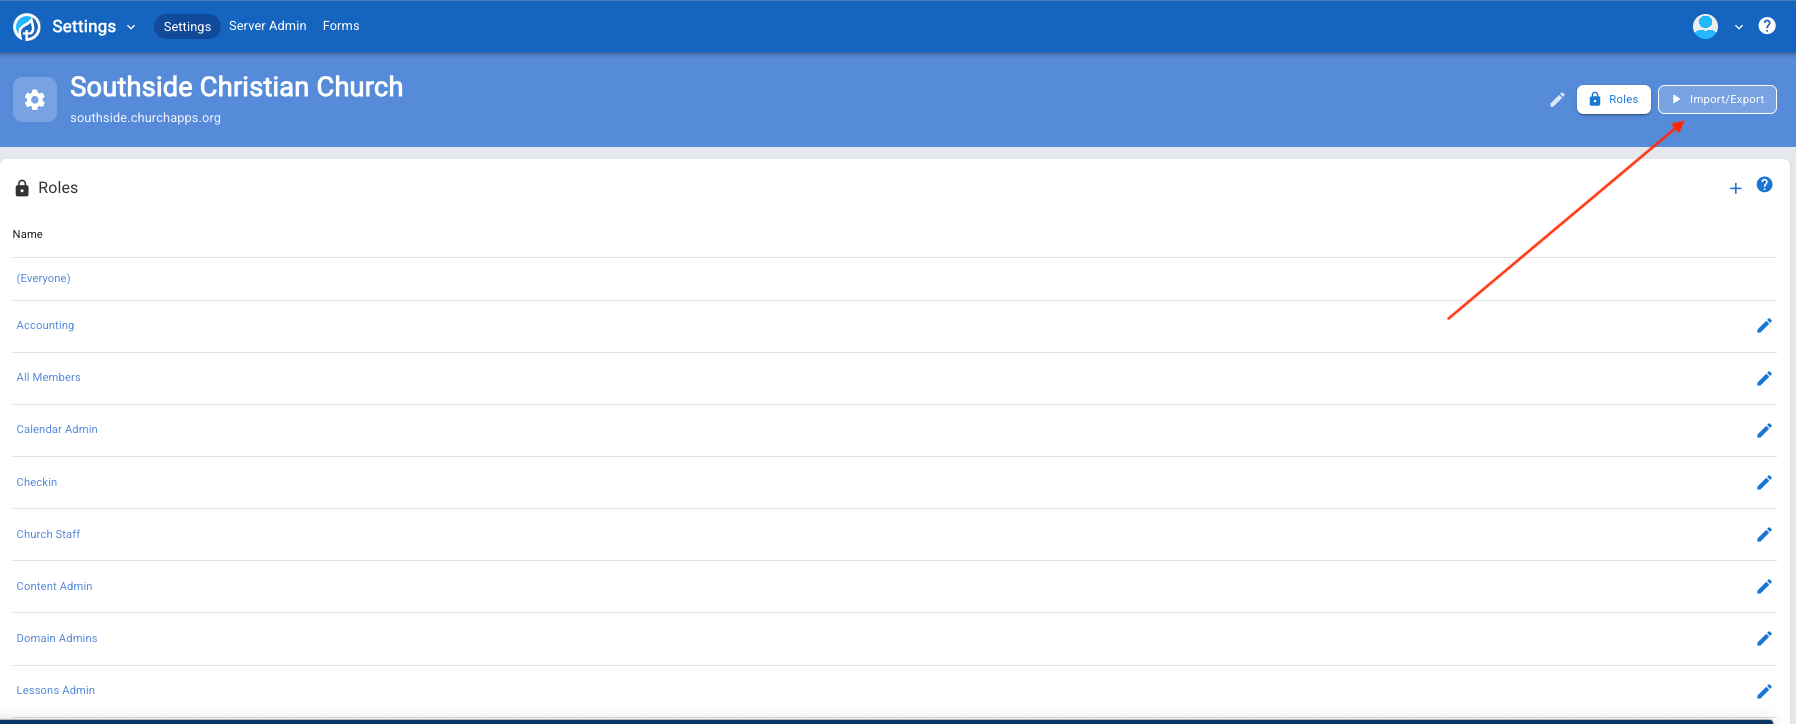 Settings Settings Server Admin Forms
Southside Christian Church
southside.churchapps.org
Roles Import/Export
Roles
Name
(Everyone)
Accounting
All Members
Calendar Admin
Checkin
Church Staff
Content Admin
Domain Admins
Lessons Admin